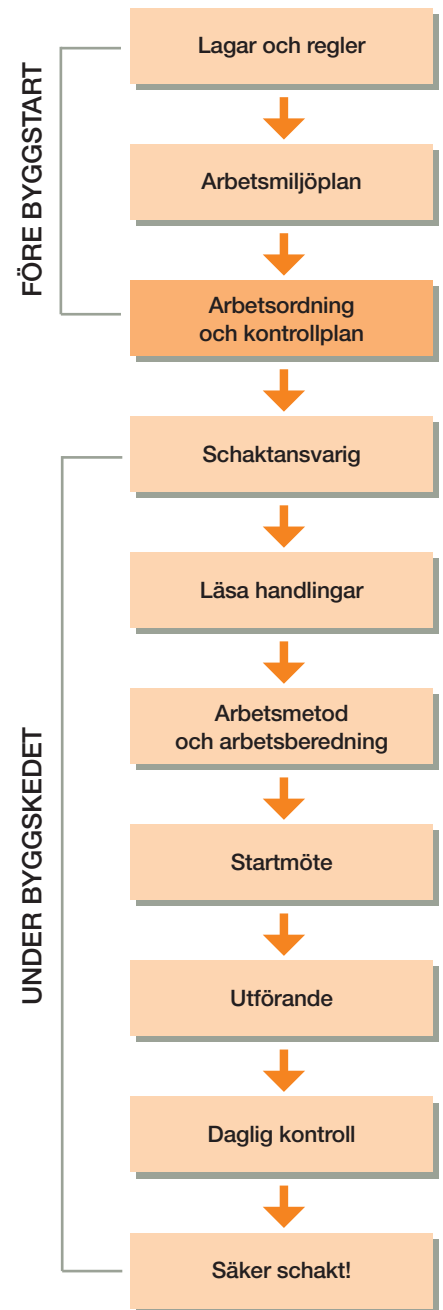 FÖRE BYGGSTART
Lagar och regler
Arbetsmiljöplan
Arbetsordning
och kontrollplan
UNDER BYGGSKEDET
Schaktansvarig
Läsa handlingar
Arbetsmetod
och arbetsberedning
Startmöte
Utförande
Daglig kontroll
Säker schakt!